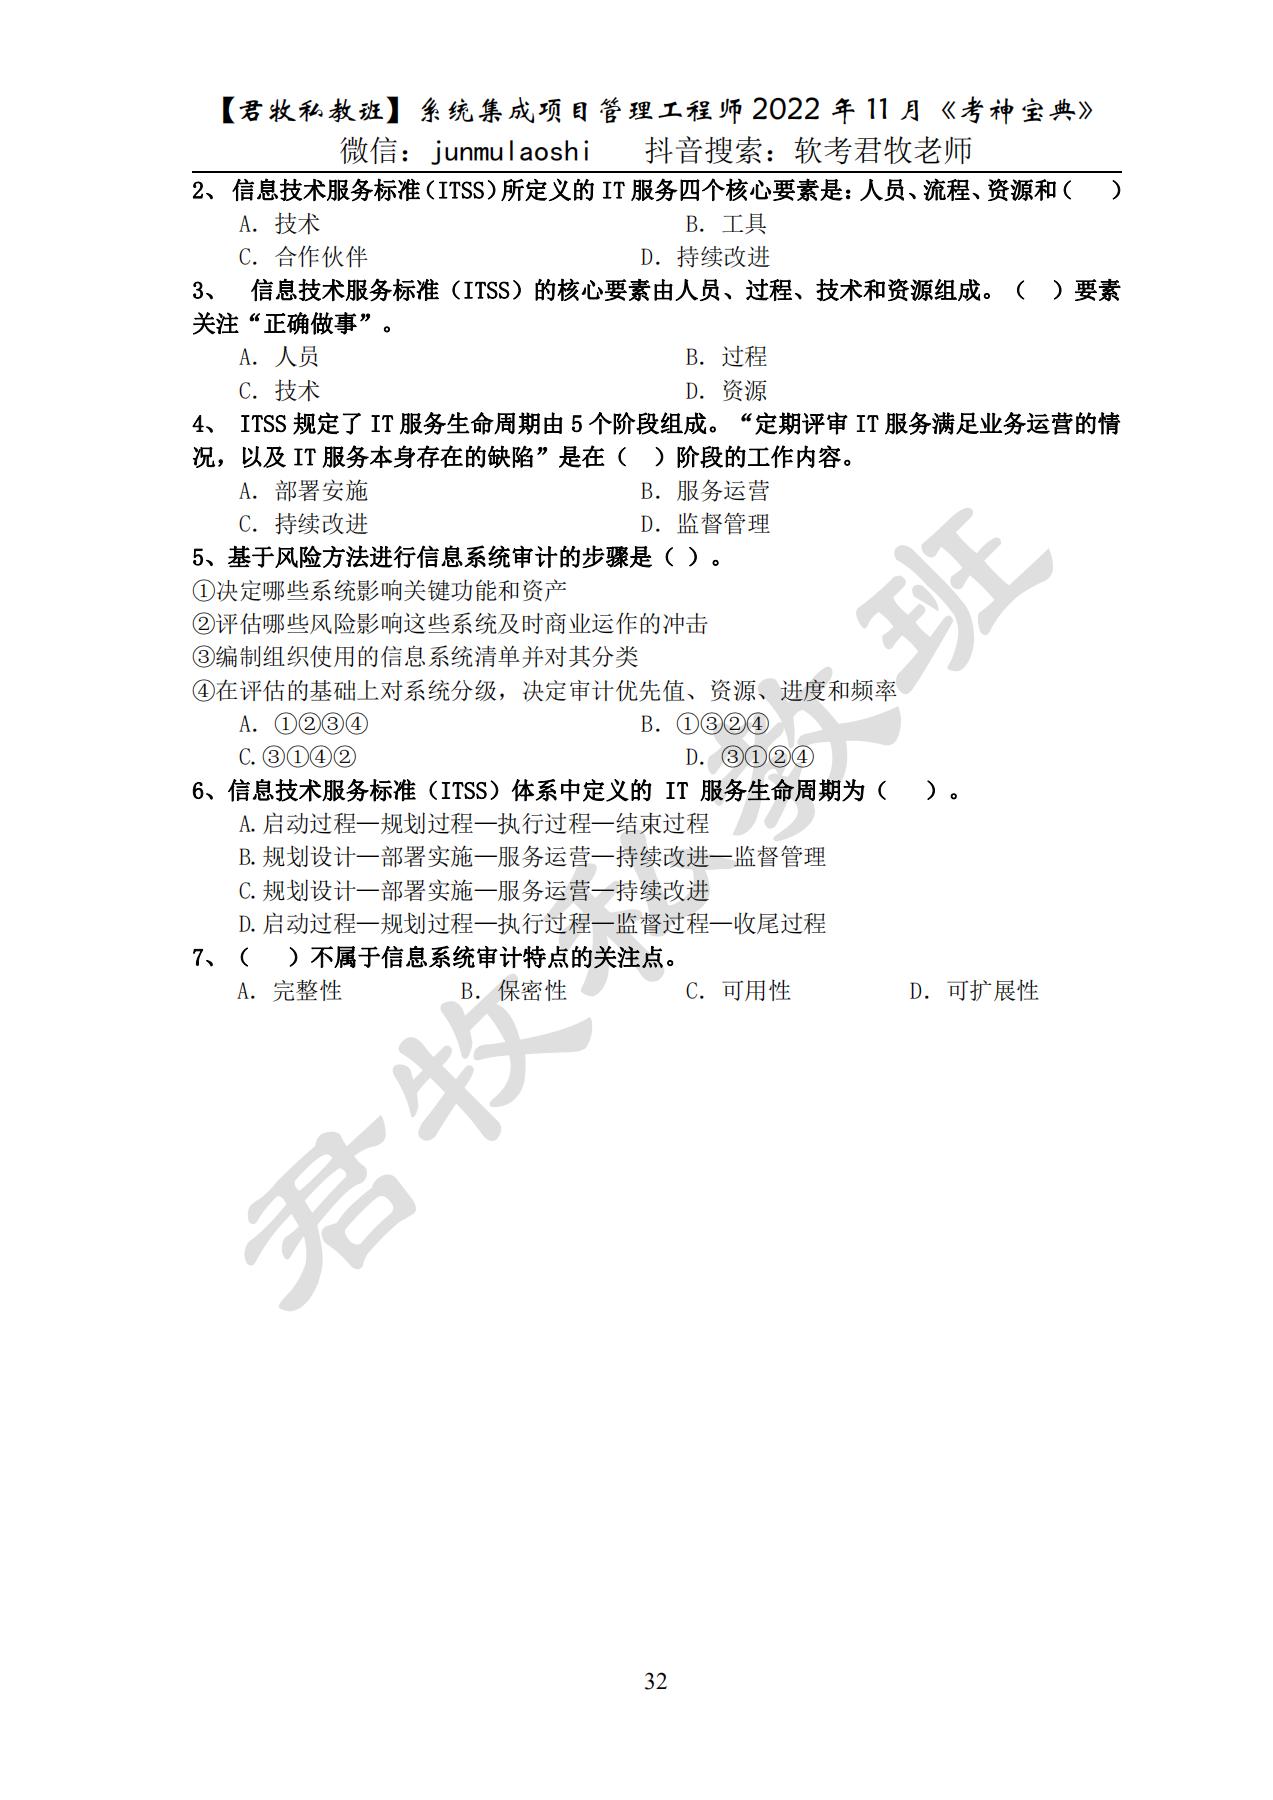 【君牧私教班】系统集成项目管理工程师2022年11月《考神宝典》
微信：junmulaoshi 抖音搜索：软考君牧老师
2、信息技术服务标准（ITSS）所定义的IT服务四个核心要素是：人员、流程、资源和（ ）
A. 技术 B. 工具
C. 合作伙伴 D. 持续改进
3、 信息技术服务标准（ITSS）的核心要素由人员、过程、技术和资源组成。（ ）要素
关注“正确做事”。
A. 人员 B. 过程
C. 技术 D. 资源
4、 ITSS规定了IT服务生命周期由5个阶段组成。“定期评审IT服务满足业务运营的情
况，以及IT服务本身存在的缺陷”是在（ ）阶段的工作内容。
A. 部署安施 B. 服务运营
C. 持续改进 D. 监督管理
5、基于风险方法进行信息系统审计的步骤是（ ）。
①决定哪些系统影响关键功能和资产
②评估哪些风险影响这些系统及时商业运作的冲击
③编制组织使用的信息系统清单并对其分类
④在评估的基础上对系统分级，决定审计优先值、资源、进度和频率
A. ①②③④ B. ①③②④
C.③①④② D. ③①②④
6、信息技术服务标准（ITSS）体系中定义的 IT 服务生命周期为（ ）。
A.启动过程—规划过程—执行过程—结束过程
B.规划设计—部署实施—服务运营—持续改进—监督管理
C.规划设计—部署实施—服务运营—持续改进
D.启动过程—规划过程—执行过程—监督过程—收尾过程
7、（ ）不属于信息系统审计特点的关注点。
A. 完整性 B. 保密性 C. 可用性 D. 可扩展性
君牧私教班
32